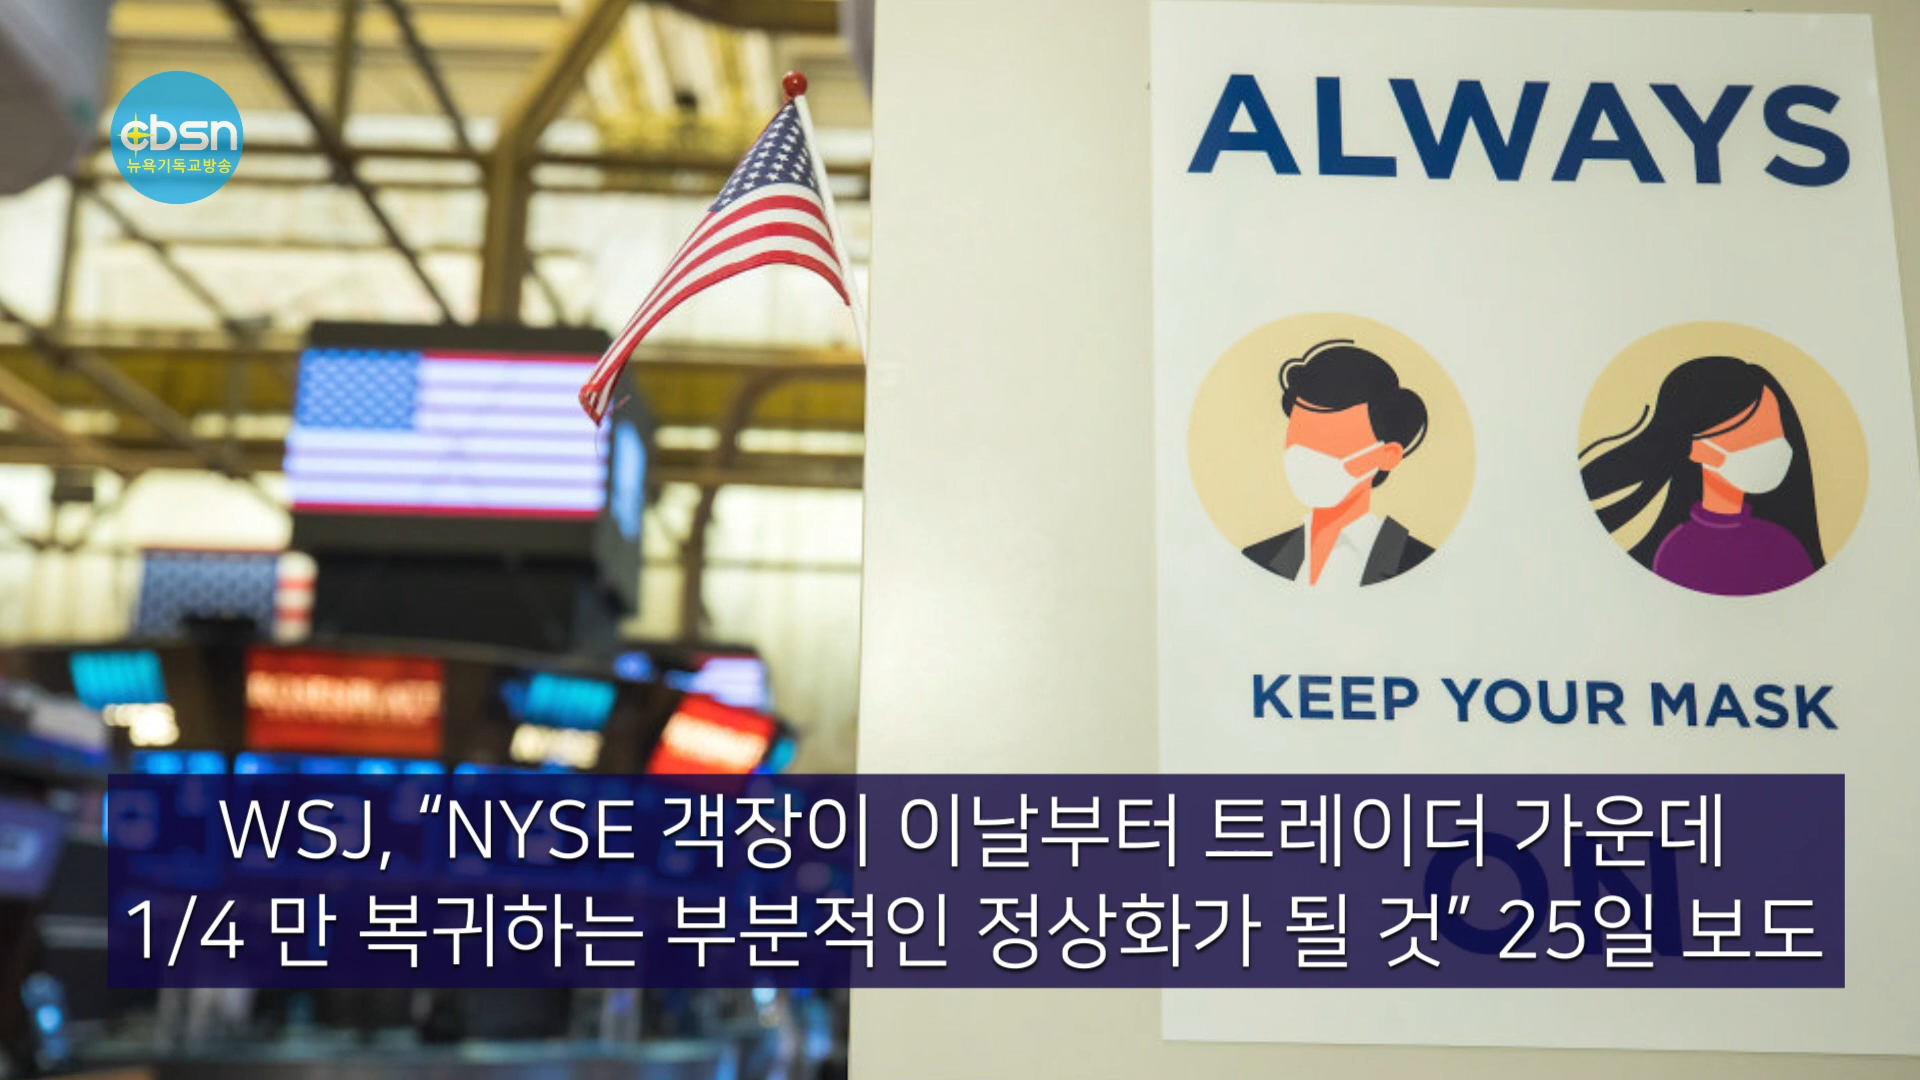 cbsn
뉴욕기독교방송
ALWAYS
KEEP YOUR MASK
ON
NYSE
WSJ, “NYSE 객장이 이날부터 트레이더 가운데
1/4 만 복귀하는 부분적인 정상화가 될 것” 25일 보도